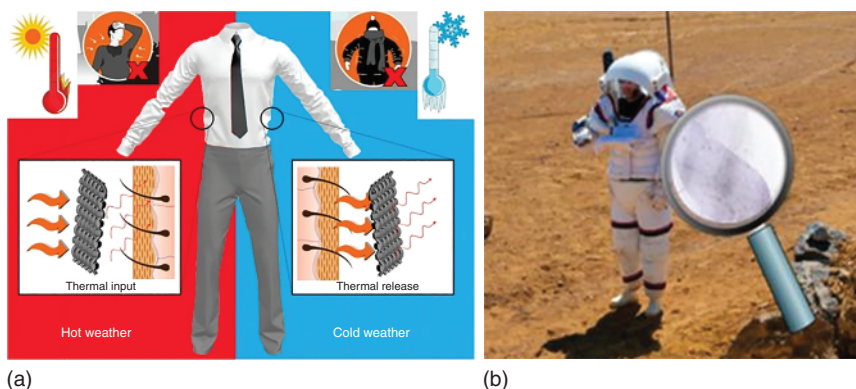 Thermal input
Thermal release
Hot weather
Cold weather
(a)
(b)